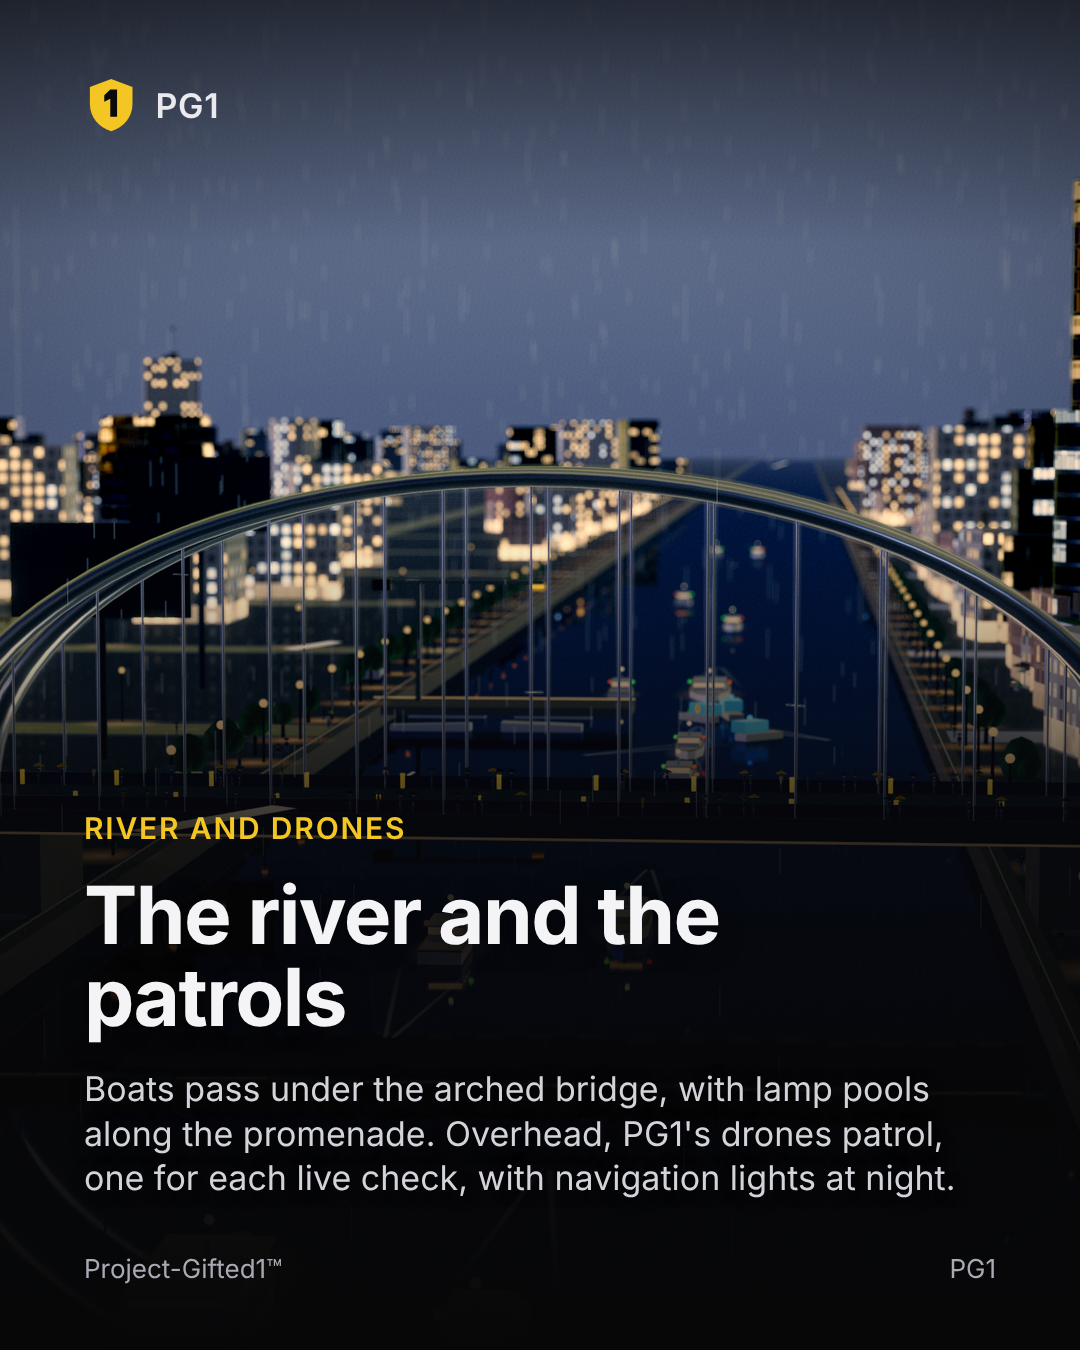 1 PG1
RIVER AND DRONES
The river and the
patrols
Boats pass under the arched bridge, with lamp pools
along the promenade. Overhead, PG1's drones patrol,
one for each live check, with navigation lights at night.
Project-Gifted1™ PG1